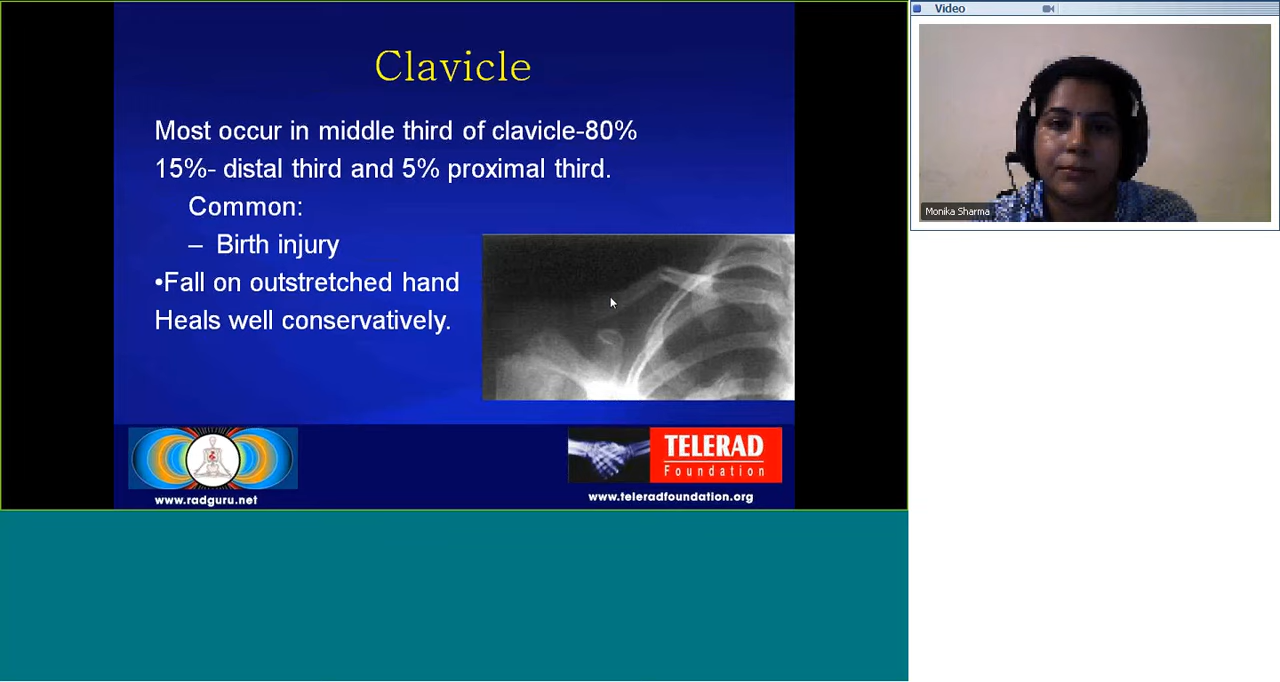 Clavicle
Most occur in middle third of clavicle-80%
15%- distal third and 5% proximal third.
Common:
– Birth injury
•Fall on outstretched hand
Heals well conservatively.
www.radguru.net
TELERAD
Foundation
www.teleradfoundation.org
Video
Monika Sharma